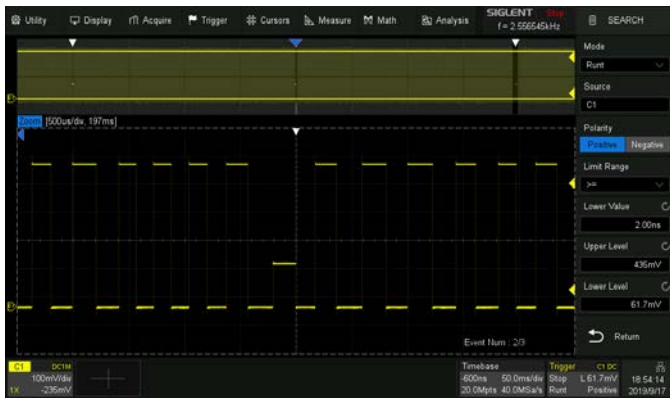 Utility Display Acquire Trigger Cursors Measure Math Analysis
SIGLENT Stop
f = 2.556545kHz
SEARCH
Mode
Runt
Source
C1
Polarity
Positive Negative
Limit Range
>=
Lower Value
2.00ns
Upper Level
435mV
Lower Level
61.7mV
Return
Zoom [500us/div, 197ms]
Event Num : 2/3
C1 DC1M
100mV/div
1X -235mV
Timebase
-600ns 50.0ms/div
20.0Mpts 40.0MSa/s
Trigger C1 DC
Stop L 61.7mV
Runt Positive
18:54:14
2019/9/17